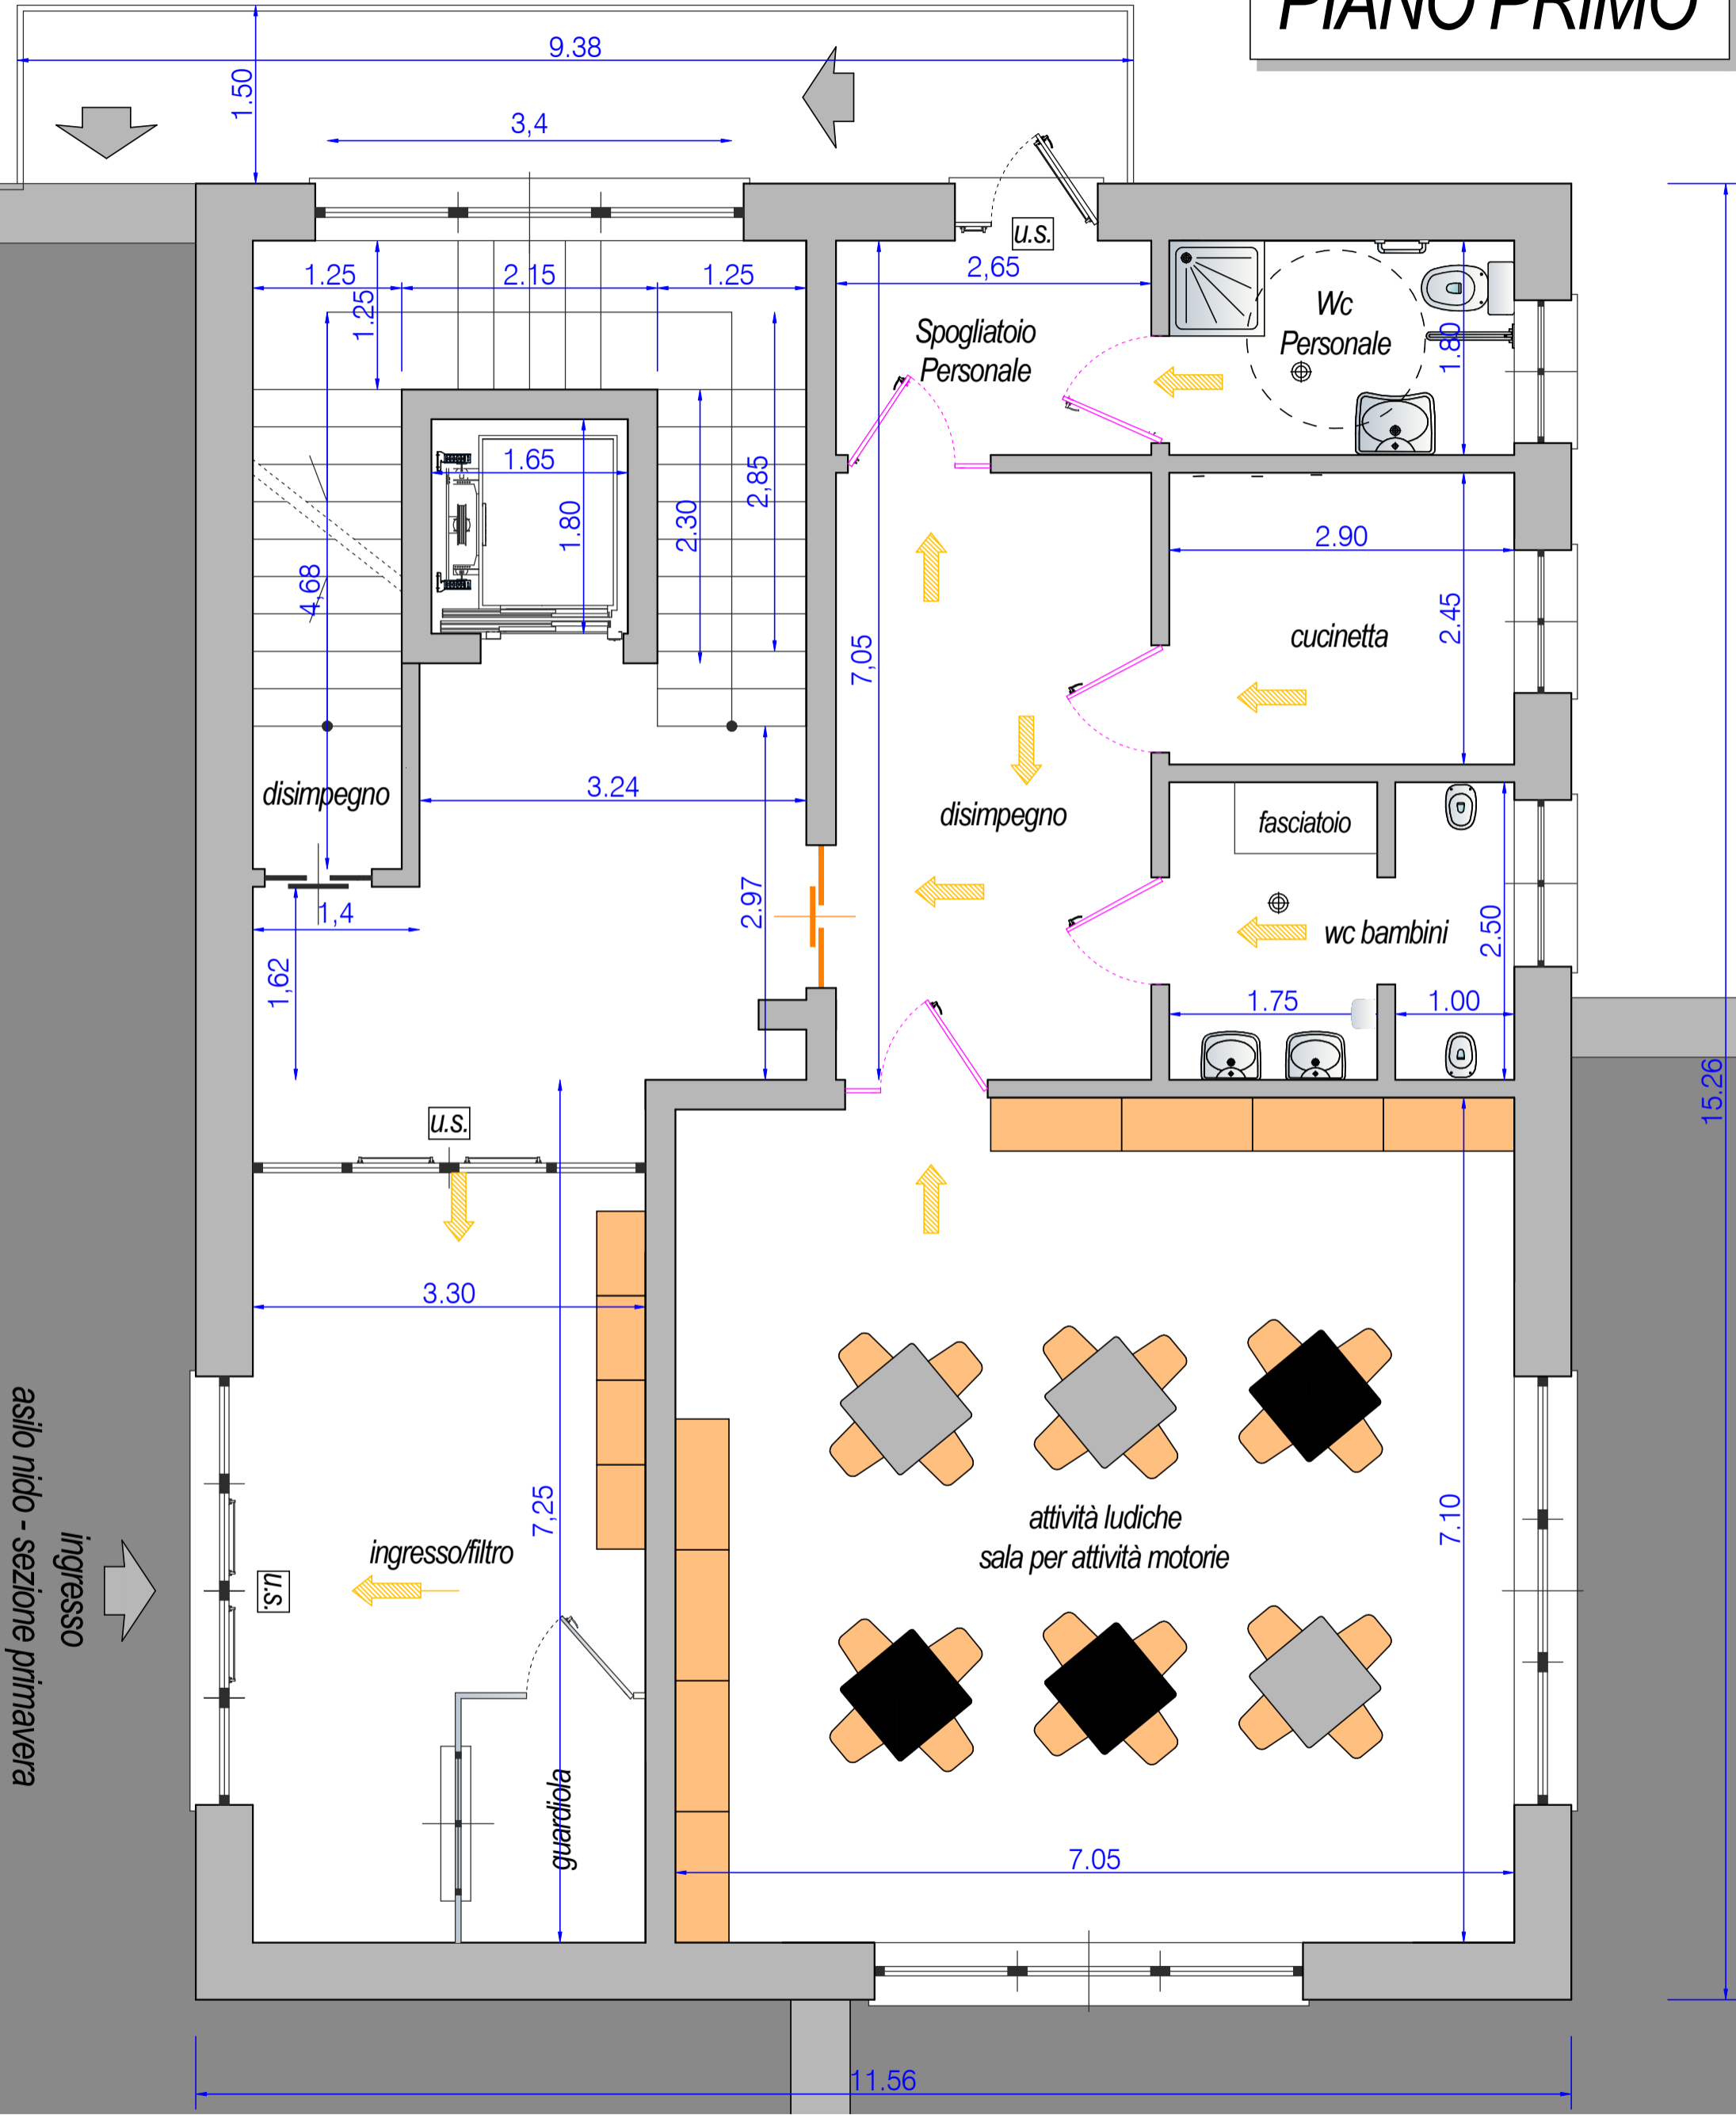 PIANO PRIMO
9.38
1.50
3,4
u.s.
1.25
2.15
1.25
1.25
2,65
Spogliatoio
Personale
Wc
Personale
1.80
1.65
1.80
2.30
2,85
4,68
2.90
2.45
cucinetta
7,05
disimpegno
3.24
disimpegno
fasciatoio
wc bambini
2.50
1.75
1.00
2.97
1,4
1,62
u.s.
15.26
3.30
7,25
ingresso/filtro
u.s.
ingresso
asilo nido - sezione primavera
guardiola
attività ludiche
sala per attività motorie
7.10
7.05
11.56